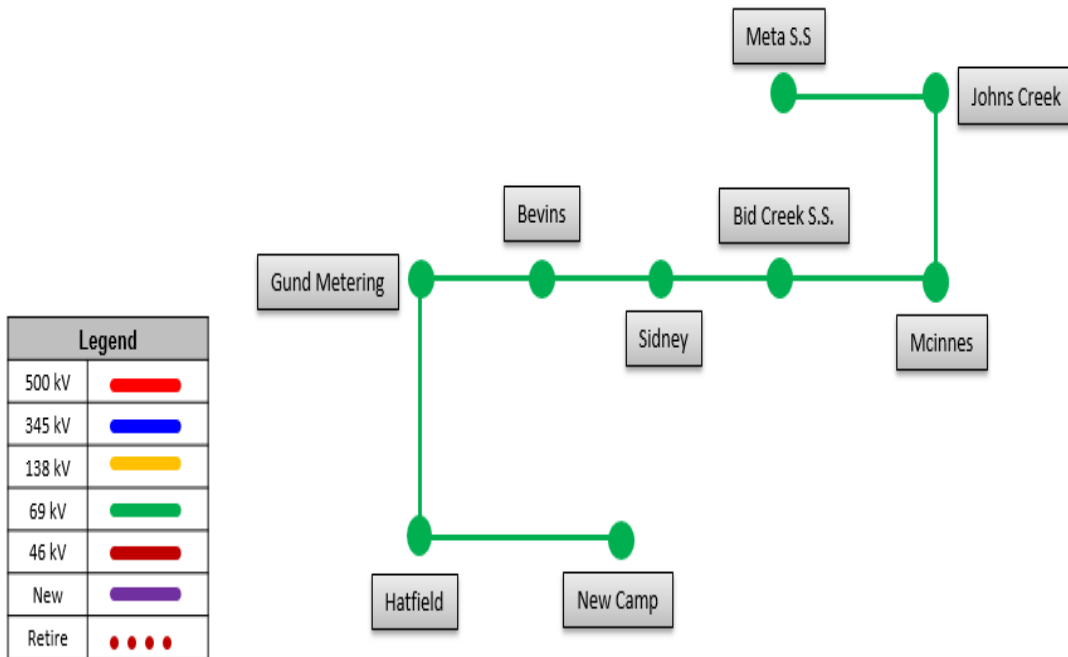 Meta S.S
Johns Creek
Bevins
Bid Creek S.S.
Gund Metering
Sidney
Mcinnes
Legend
500 kV
345 kV
138 kV
69 kV
46 kV
New
Retire
Hatfield
New Camp